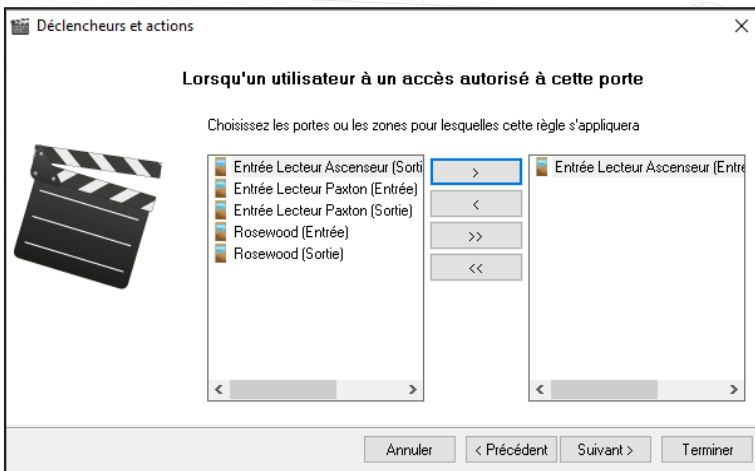 Déclencheurs et actions
Lorsqu'un utilisateur à un accès autorisé à cette porte
Choisissez les portes ou les zones pour lesquelles cette règle s'appliquera
Entrée Lecteur Ascenseur (Sorti
Entrée Lecteur Paxton (Entrée)
Entrée Lecteur Paxton (Sortie)
Rosewood (Entrée)
Rosewood (Sortie)
>
<
>>
<<
Entrée Lecteur Ascenseur (Entré
Annuler
< Précédent
Suivant >
Terminer